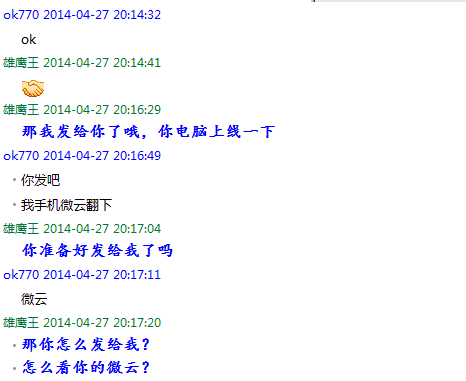 ok770 2014-04-27 20:14:32
ok
雄鹰王 2014-04-27 20:14:41
雄鹰王 2014-04-27 20:16:29
那我发给你了哦，你电脑上线一下
ok770 2014-04-27 20:16:49
你发吧
我手机微云翻下
雄鹰王 2014-04-27 20:17:04
你准备好发给我了吗
ok770 2014-04-27 20:17:11
微云
雄鹰王 2014-04-27 20:17:20
那你怎么发给我？
怎么看你的微云？